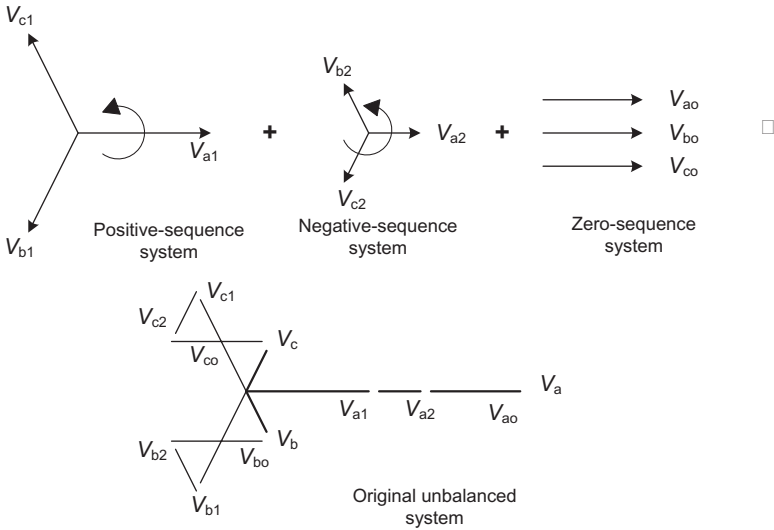 Vc1
Va1
Vb1
Positive-sequence
system
+
Vb2
Va2
Vc2
Negative-sequence
system
+
Vao
Vbo
Vco
Zero-sequence
system
Vc1
Vc2
Vco
Vc
Va1
Va2
Vao
Va
Vb2
Vbo
Vb
Vb1
Original unbalanced
system